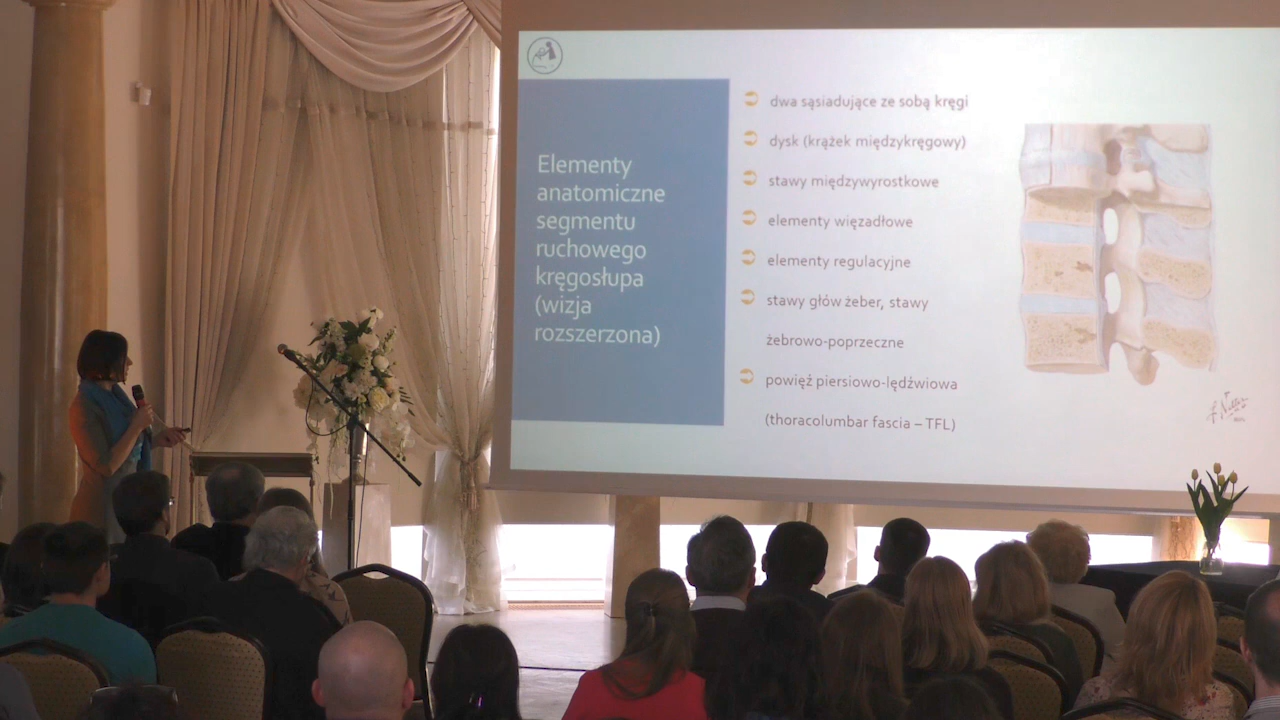 Elementy
anatomiczne
segmentu
ruchowego
kręgosłupa
(wizja
rozszerzona)
dwa sąsiadujące ze sobą kręgi
dysk (krążek międzykręgowy)
stawy międzywyrostkowe
elementy więzadłowe
elementy regulacyjne
stawy głów żeber, stawy
żebrowo-poprzeczne
powięź piersiowo-lędźwiowa
(thoracolumbar fascia – TFL)